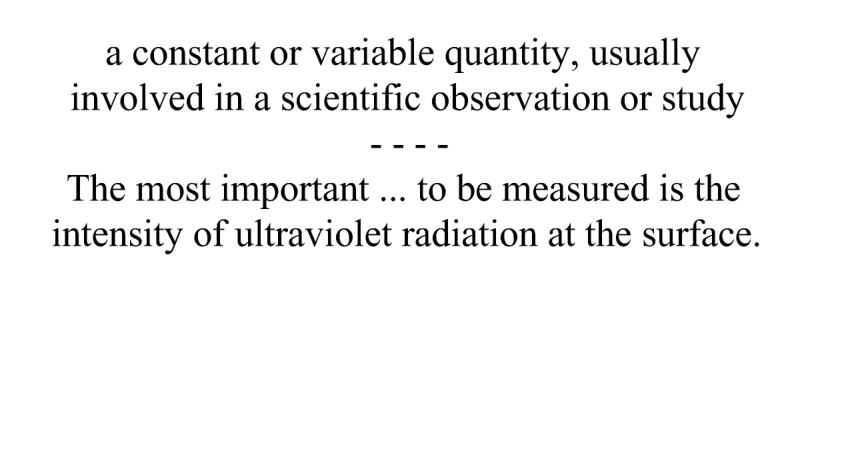 a constant or variable quantity, usually
involved in a scientific observation or study
- - - -
The most important ... to be measured is the
intensity of ultraviolet radiation at the surface.